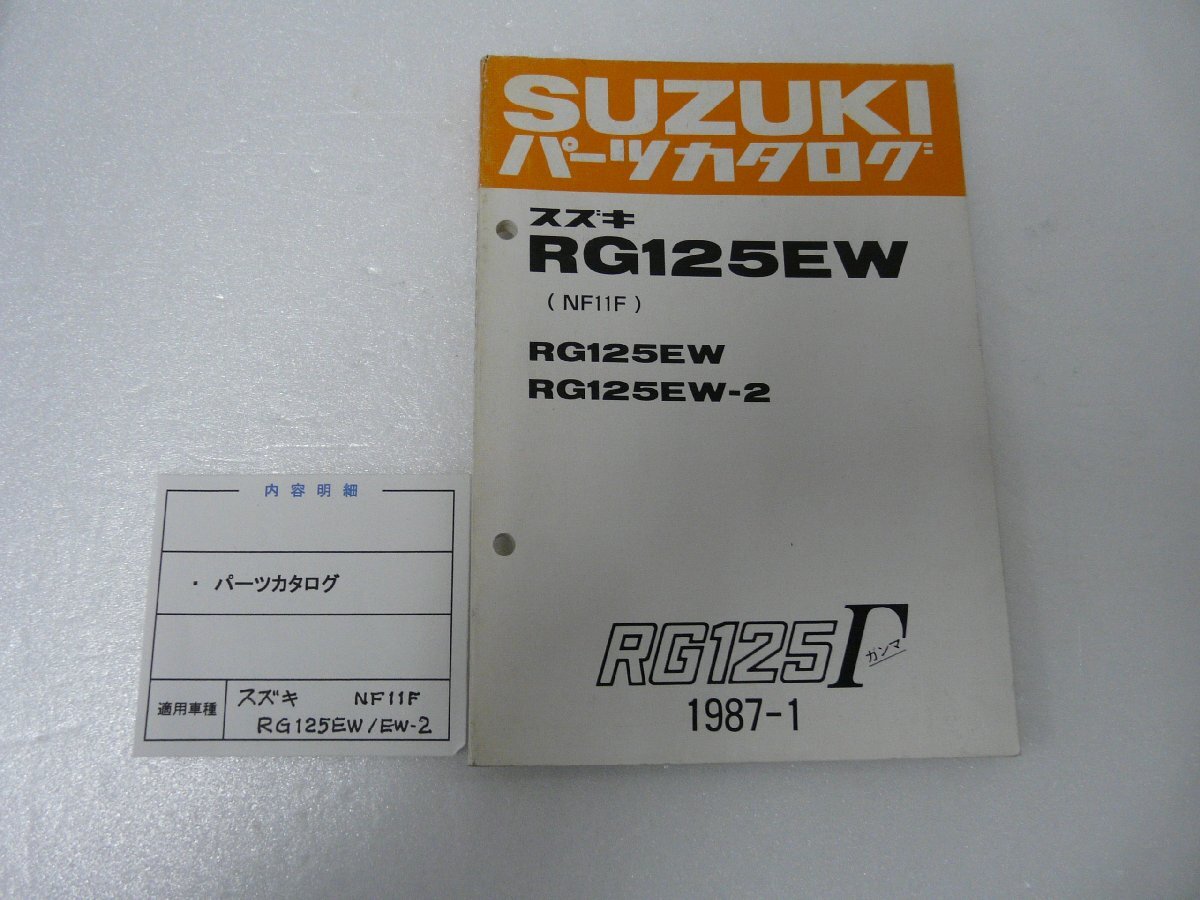 SUZUKI
パーツカタログ
スズキ
RG125EW
( NF11F )
RG125EW
RG125EW-2
RG125Γ
ガンマ
1987-1
内容明細
・ パーツカタログ
適用車種
スズキ NF11F
RG125EW/EW-2